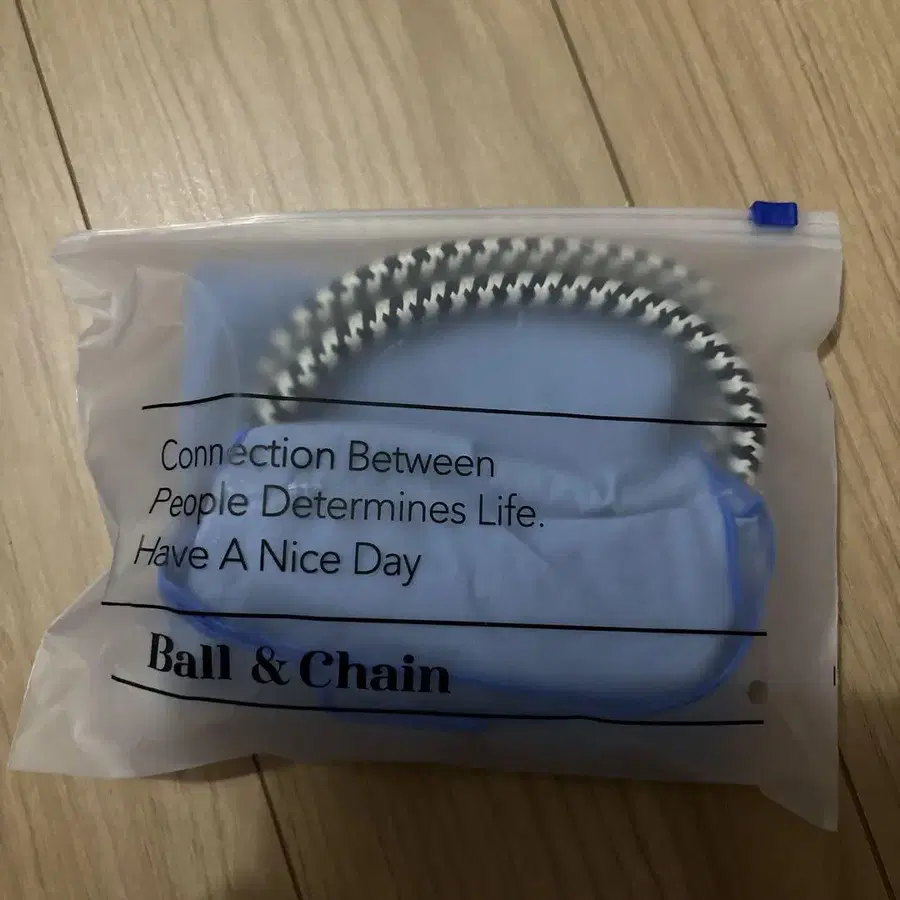 Connection Between
People Determines Life.
Have A Nice Day
Ball & Chain